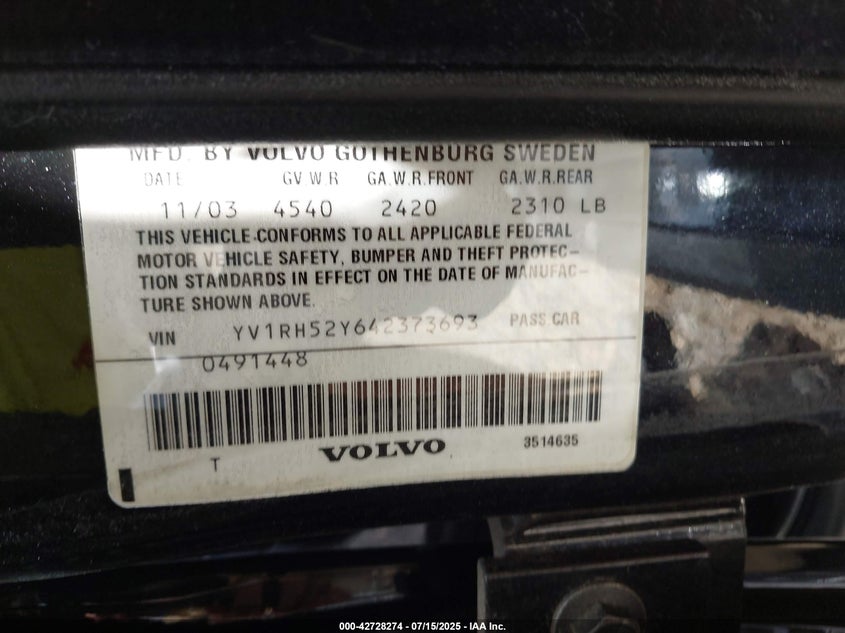 MFD. BY VOLVO GOTHENBURG SWEDEN
DATE GV.W.R GA.W.R.FRONT GA.W.R.REAR
11/03 4540 2420 2310 LB
THIS VEHICLE CONFORMS TO ALL APPLICABLE FEDERAL
MOTOR VEHICLE SAFETY, BUMPER AND THEFT PROTEC-
TION STANDARDS IN EFFECT ON THE DATE OF MANUFAC-
TURE SHOWN ABOVE.
VIN YV1RH52Y642373693 PASS.CAR
0491448
T VOLVO 3514635
000-42728274 / 07/15/2025 - IAA Inc.